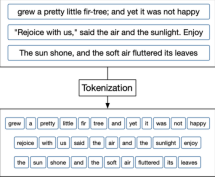 grew a pretty little fir-tree; and yet it was not happy
"Rejoice with us," said the air and the sunlight. Enjoy
The sun shone, and the soft air fluttered its leaves
Tokenization
grew a pretty little fir tree and yet it was not happy
rejoice with us said the air and the sunlight enjoy
the sun shone and the soft air fluttered its leaves